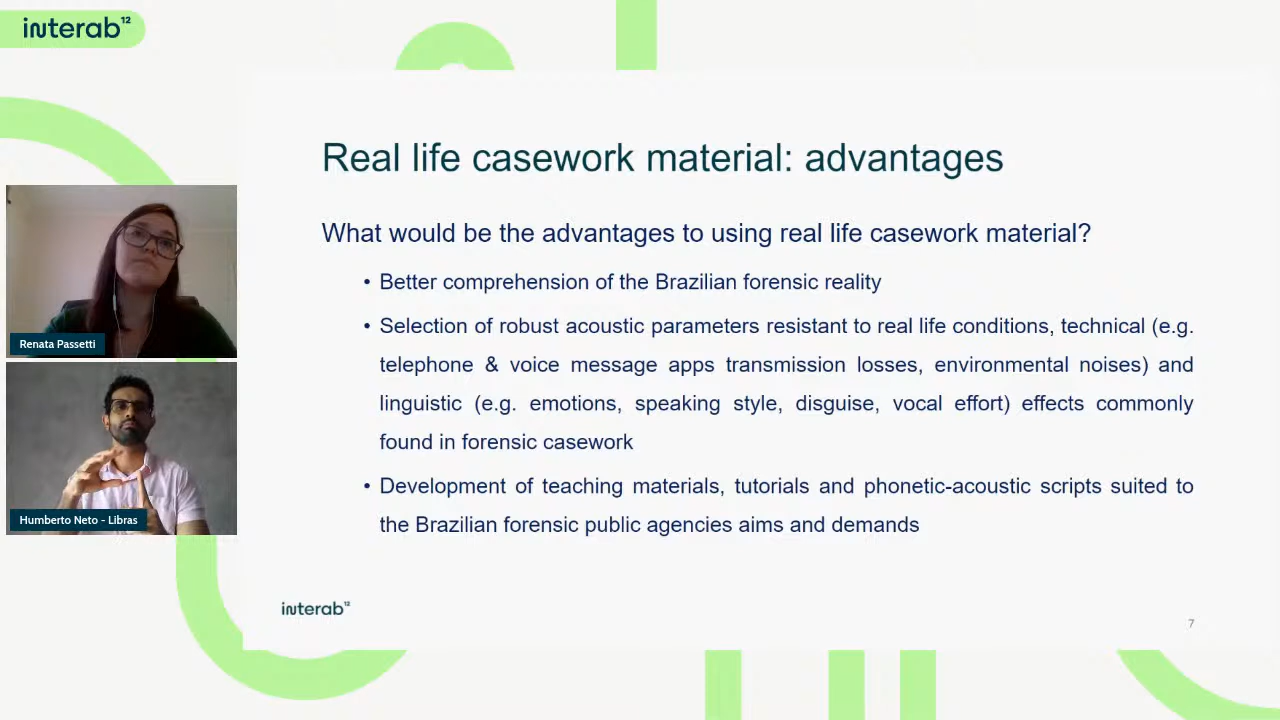 interab¹²
Real life casework material: advantages
What would be the advantages to using real life casework material?
• Better comprehension of the Brazilian forensic reality
• Selection of robust acoustic parameters resistant to real life conditions, technical (e.g.
telephone & voice message apps transmission losses, environmental noises) and
linguistic (e.g. emotions, speaking style, disguise, vocal effort) effects commonly
found in forensic casework
• Development of teaching materials, tutorials and phonetic-acoustic scripts suited to
the Brazilian forensic public agencies aims and demands
interab¹²
7
Renata Passetti
Humberto Neto - Libras